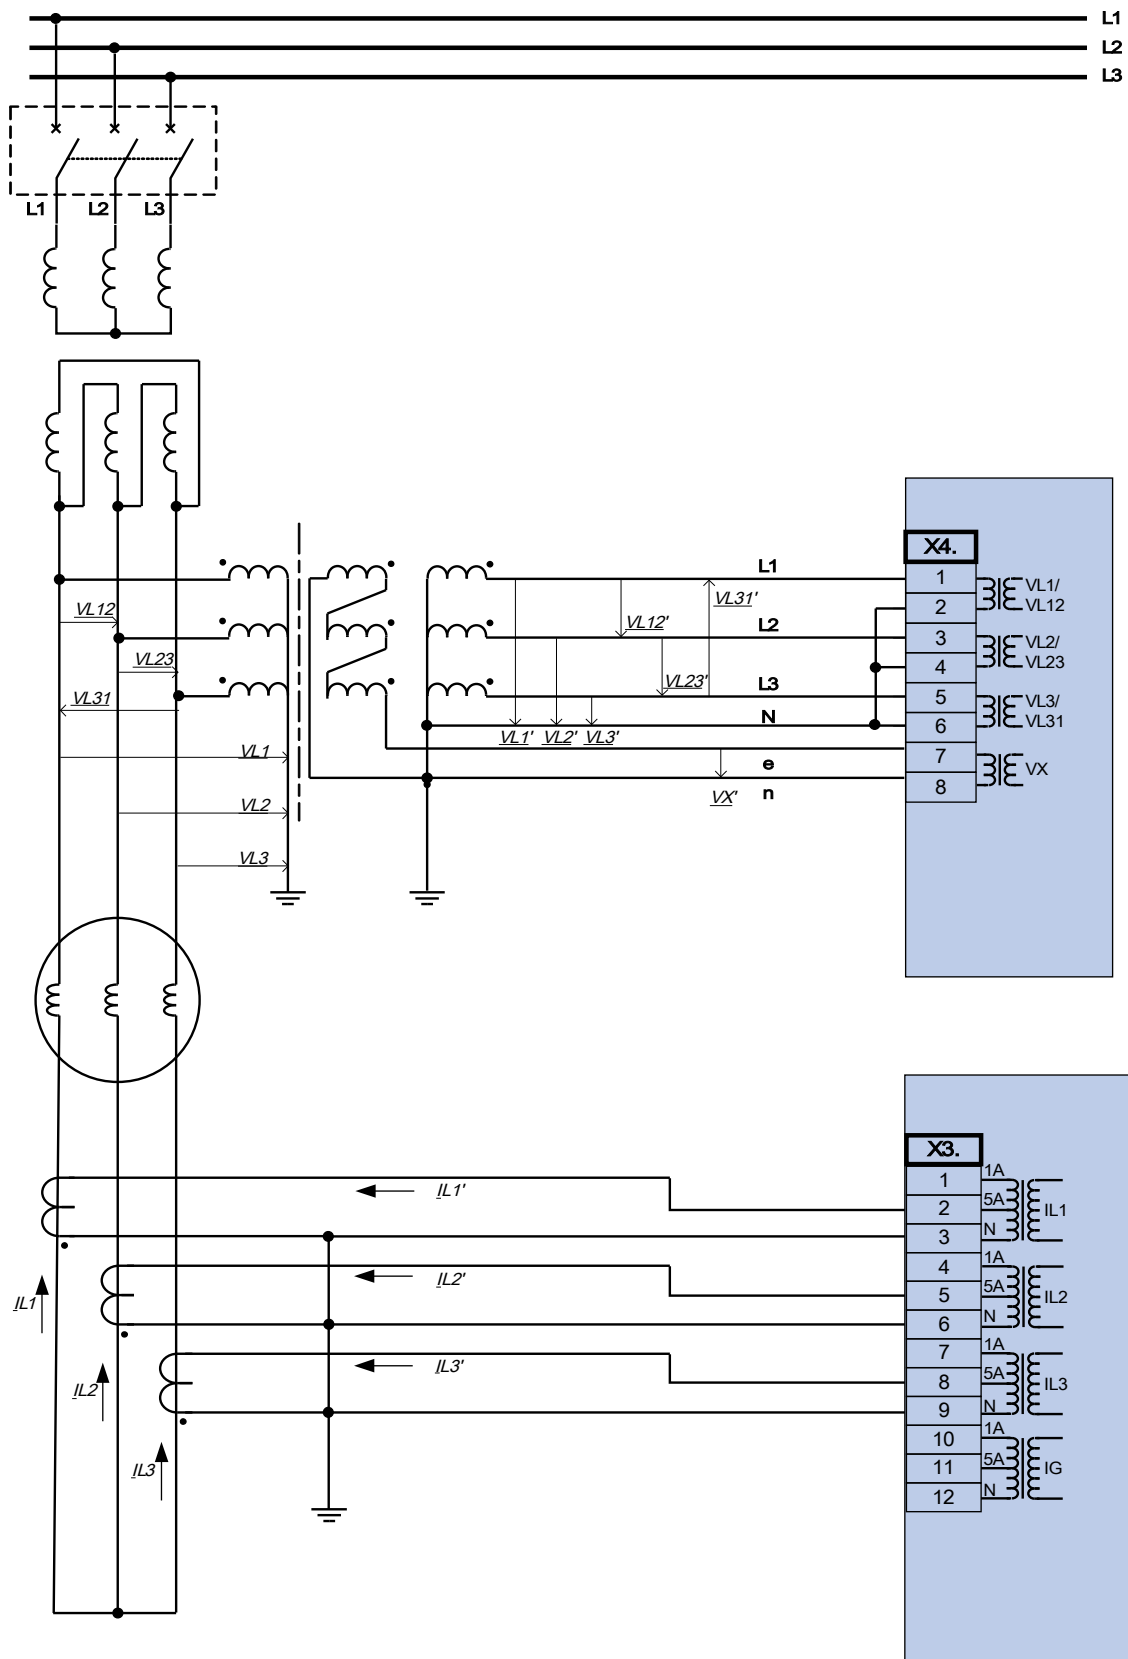 L1
L2
L3
L1 L2 L3
X4.
L1
1
VL1/
VL31'
VL12
2
VL12'
VL12
L2
3
VL2/
VL23
4
VL23
VL23'
L3
5
VL3/
VL31
N
6
VL31
VL1' VL2' VL3'
VL1
7
e
VX
8
n
VX'
VL2
VL3
X3.
1 1A
IL1'
2 5A IL1
3 N
4 1A
IL2'
5 5A IL2
IL1
6 N
7 1A
IL3'
8 5A IL3
IL2
9 N
10 1A
11 5A IG
IL3
12 N